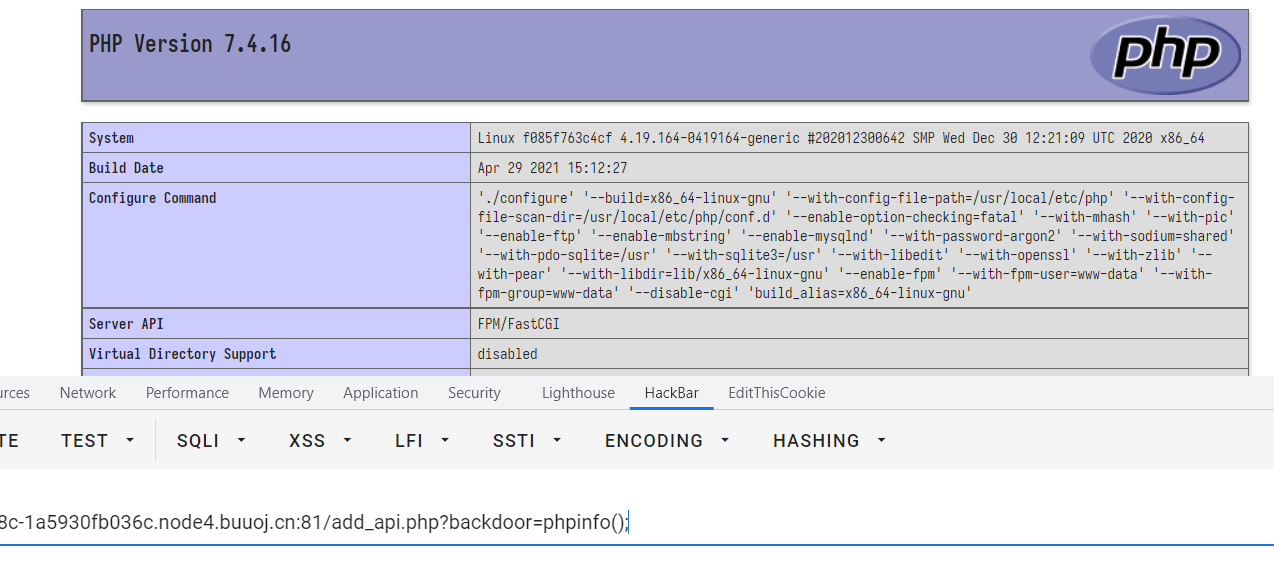 PHP Version 7.4.16
php
System Linux f085f763c4cf 4.19.164-0419164-generic #202012300642 SMP Wed Dec 30 12:21:09 UTC 2020 x86_64
Build Date Apr 29 2021 15:12:27
Configure Command './configure' '--build=x86_64-linux-gnu' '--with-config-file-path=/usr/local/etc/php' '--with-config-
file-scan-dir=/usr/local/etc/php/conf.d' '--enable-option-checking=fatal' '--with-mhash' '--with-pic'
'--enable-ftp' '--enable-mbstring' '--enable-mysqlnd' '--with-password-argon2' '--with-sodium=shared'
'--with-pdo-sqlite=/usr' '--with-sqlite3=/usr' '--with-libedit' '--with-openssl' '--with-zlib' '--
with-pear' '--with-libdir=lib/x86_64-linux-gnu' '--enable-fpm' '--with-fpm-user=www-data' '--with-
fpm-group=www-data' '--disable-cgi' 'build_alias=x86_64-linux-gnu'
Server API FPM/FastCGI
Virtual Directory Support disabled
urces Network Performance Memory Application Security Lighthouse HackBar EditThisCookie
TE TEST SQLI XSS LFI SSTI ENCODING HASHING
8c-1a5930fb036c.node4.buuoj.cn:81/add_api.php?backdoor=phpinfo();